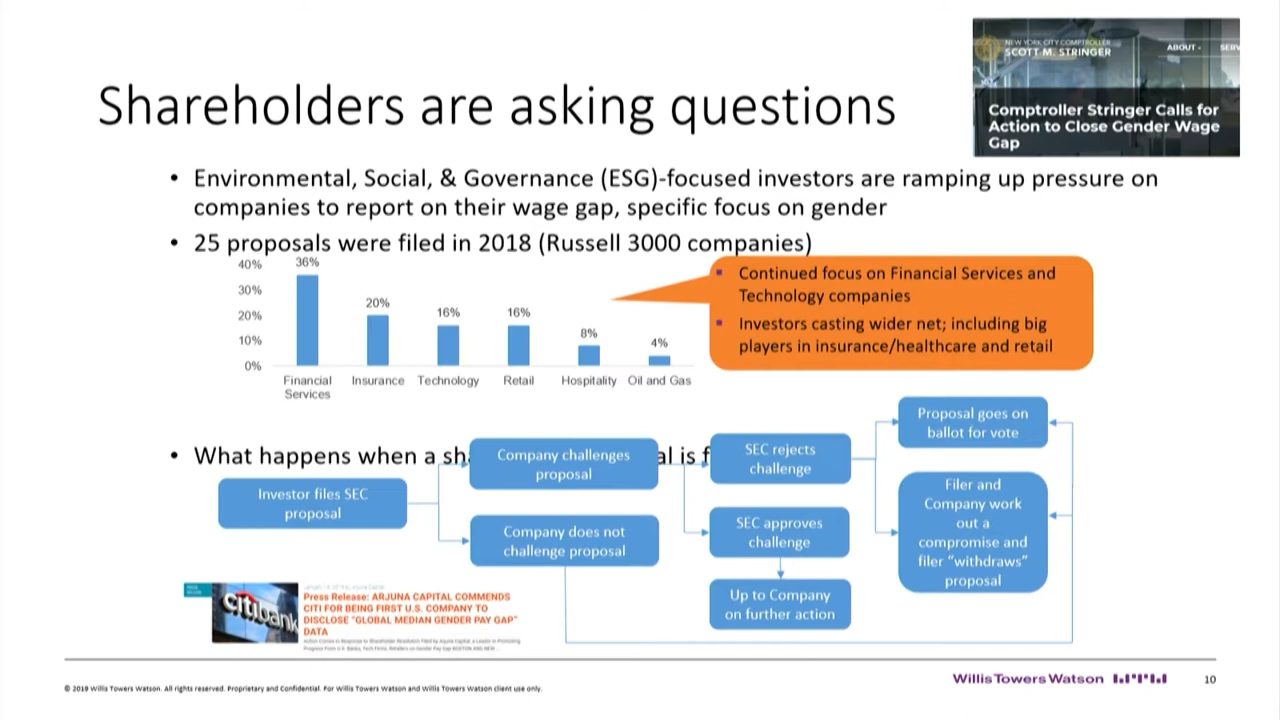 NEW YORK CITY COMPTROLLER
SCOTT M. STRINGER
ABOUT
SERV
Comptroller Stringer Calls for
Action to Close Gender Wage
Gap
Shareholders are asking questions
• Environmental, Social, & Governance (ESG)-focused investors are ramping up pressure on
companies to report on their wage gap, specific focus on gender
• 25 proposals were filed in 2018 (Russell 3000 companies)
40%
30%
20%
10%
0%
36%
20%
16%
16%
8%
4%
Financial
Services
Insurance
Technology
Retail
Hospitality
Oil and Gas
Continued focus on Financial Services and
Technology companies
Investors casting wider net; including big
players in insurance/healthcare and retail
• What happens when a sh al is f
Investor files SEC
proposal
Company challenges
proposal
Company does not
challenge proposal
SEC rejects
challenge
SEC approves
challenge
Up to Company
on further action
Proposal goes on
ballot for vote
Filer and
Company work
out a
compromise and
filer “withdraws”
proposal
citibank
Press Release: ARJUNA CAPITAL COMMENDS
CITI FOR BEING FIRST U.S. COMPANY TO
DISCLOSE “GLOBAL MEDIAN GENDER PAY GAP”
DATA
© 2019 Willis Towers Watson. All rights reserved. Proprietary and Confidential. For Willis Towers Watson and Willis Towers Watson client use only.
Willis Towers Watson
10